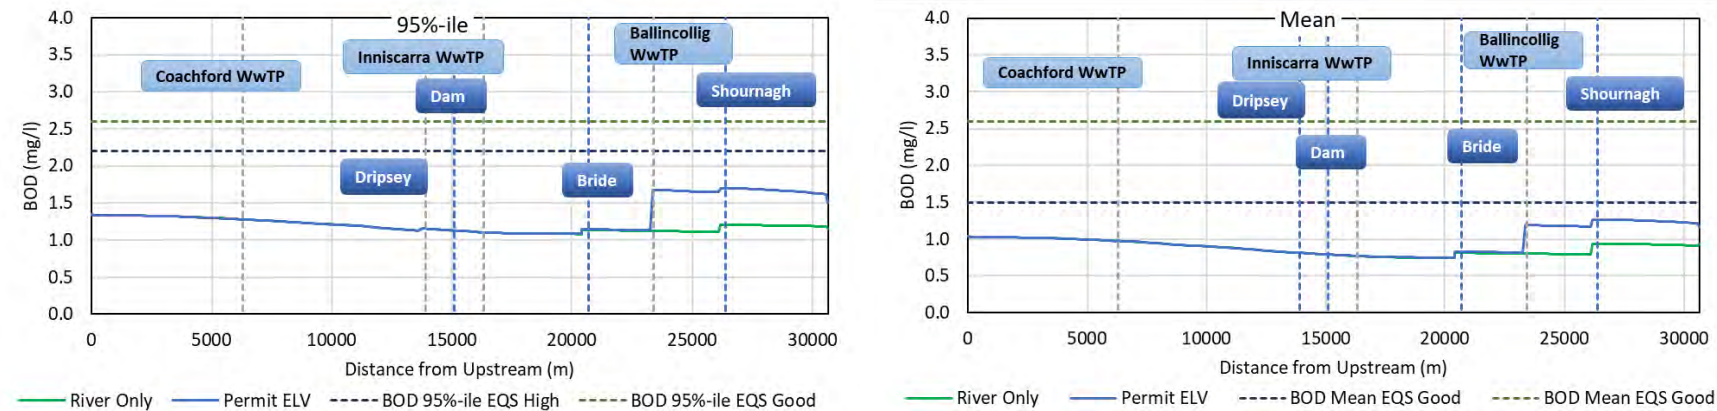 95%-ile
BOD (mg/l)
4.0
3.5
3.0
2.5
2.0
1.5
1.0
0.5
0.0
Coachford WwTP
Inniscarra WwTP
Dam
Dripsey
Ballincollig
WwTP
Shournagh
Bride
0
5000
10000
15000
20000
25000
30000
Distance from Upstream (m)
River Only
Permit ELV
BOD 95%-ile EQS High
BOD 95%-ile EQS Good
Mean
BOD (mg/l)
4.0
3.5
3.0
2.5
2.0
1.5
1.0
0.5
0.0
Coachford WwTP
Inniscarra WwTP
Dripsey
Dam
Ballincollig
WwTP
Shournagh
Bride
0
5000
10000
15000
20000
25000
30000
Distance from Upstream (m)
River Only
Permit ELV
BOD Mean EQS Good
BOD Mean EQS Good